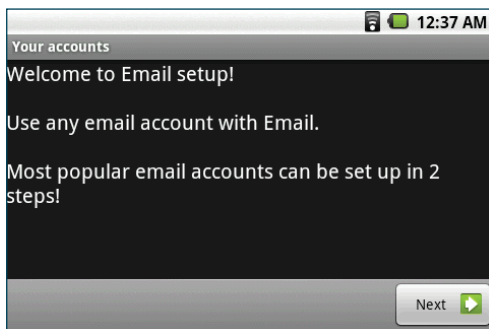 12:37 AM
Your accounts
Welcome to Email setup!
Use any email account with Email.
Most popular email accounts can be set up in 2
steps!
Next